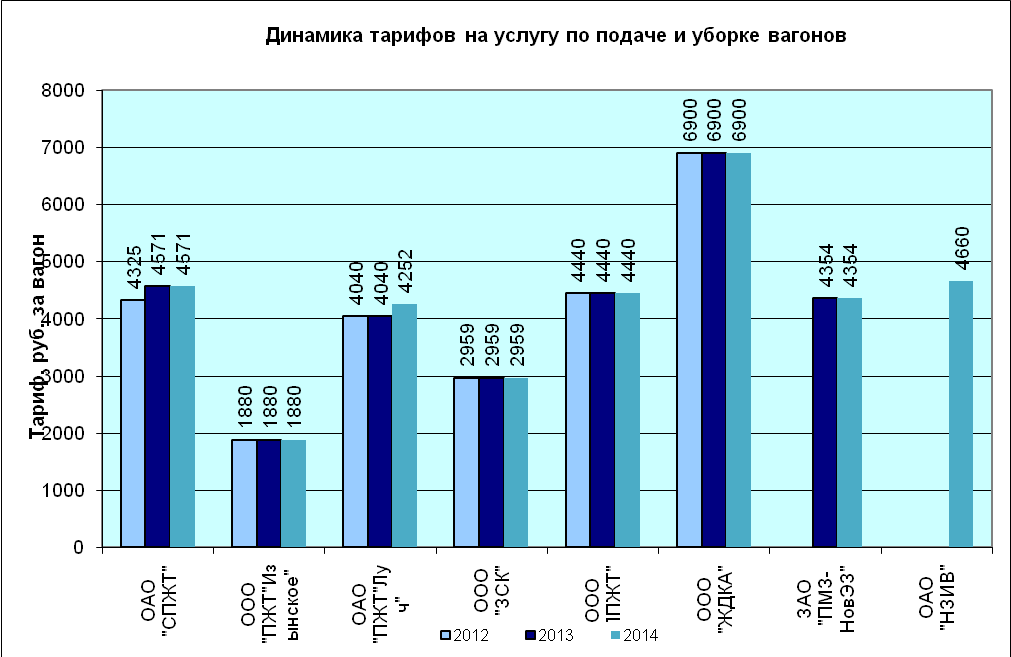 Динамика тарифов на услугу по подаче и уборке вагонов
Тариф, руб. за вагон
8000
7000
6000
5000
4000
3000
2000
1000
0
4325 4571 4571
1880 1880 1880
4040 4040 4252
2959 2959 2959
4440 4440 4440
6900 6900 6900
4354 4354
4660
ОАО
"СПЖТ"
ООО
"ПЖТ"Из
ынское"
ОАО
"ПЖТ"Лу
ч"
ООО
"ЗСК"
ООО
ООО
"ЖДКА"
ЗАО
"ПМЗ-
НовЭЗ"
ОАО
"НЗИВ"
2012 2013 2014